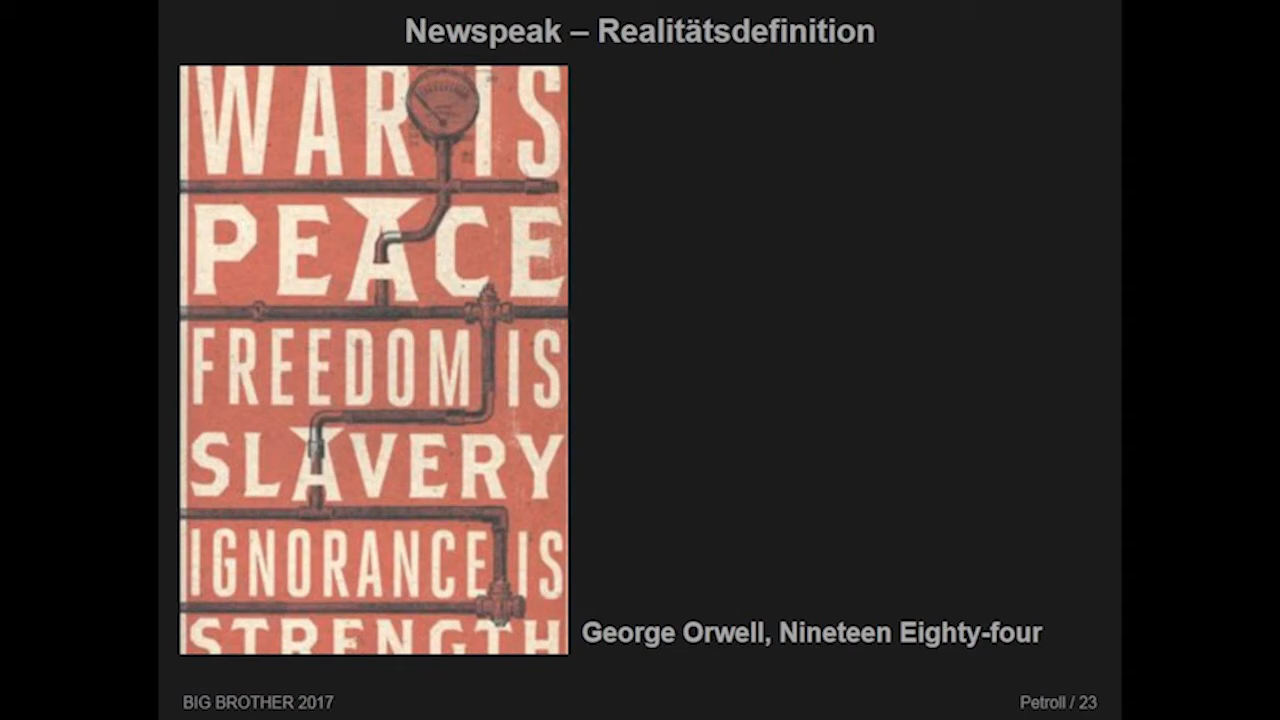 Newspeak – Realitätsdefinition
WAR IS
PEACE
FREEDOM IS
SLAVERY
IGNORANCE IS
STRENGTH
George Orwell, Nineteen Eighty-four
BIG BROTHER 2017
Petroll / 23